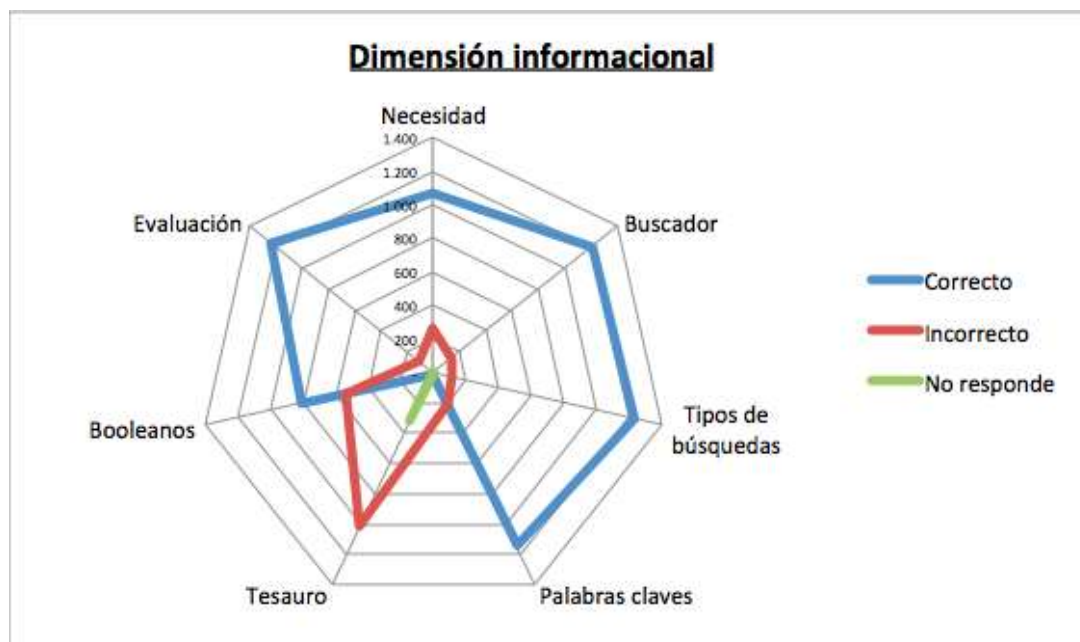 Dimensión informacional
Necesidad
1.400
1.200
1.000
800
600
400
200
Evaluación
Buscador
Booleanos
Tipos de
búsquedas
Tesauro
Palabras claves
Correcto
Incorrecto
No responde